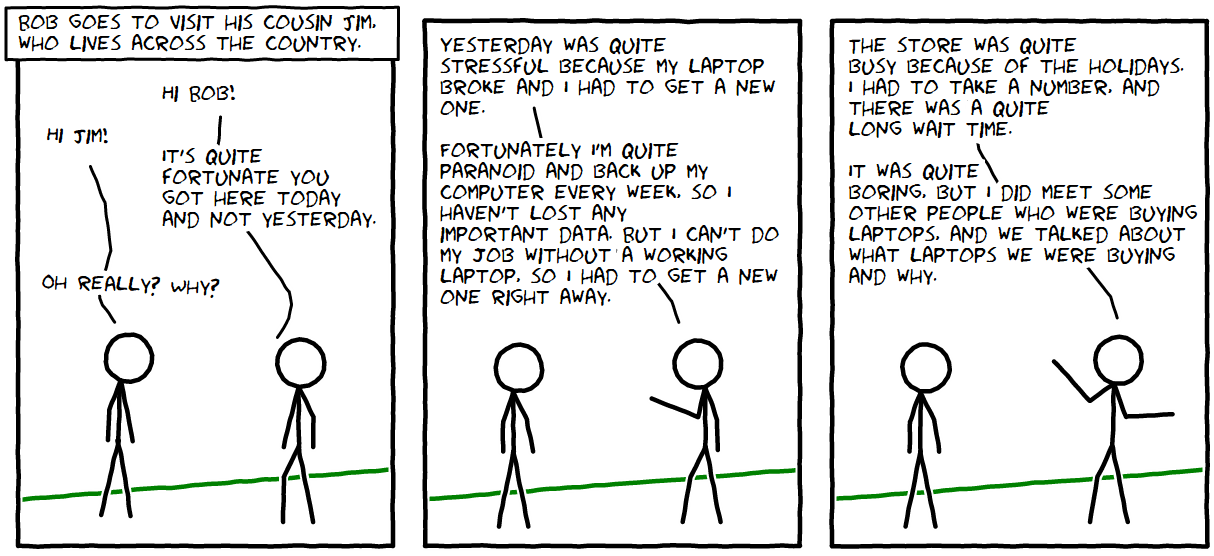 BOB GOES TO VISIT HIS COUSIN JIM,
WHO LIVES ACROSS THE COUNTRY.
HI BOB!
HI JIM!
IT'S QUITE
FORTUNATE YOU
GOT HERE TODAY
AND NOT YESTERDAY.
OH REALLY? WHY?
YESTERDAY WAS QUITE
STRESSFUL BECAUSE MY LAPTOP
BROKE AND I HAD TO GET A NEW
ONE.
FORTUNATELY I'M QUITE
PARANOID AND BACK UP MY
COMPUTER EVERY WEEK, SO I
HAVEN'T LOST ANY
IMPORTANT DATA. BUT I CAN'T DO
MY JOB WITHOUT A WORKING
LAPTOP, SO I HAD TO GET A NEW
ONE RIGHT AWAY.
THE STORE WAS QUITE
BUSY BECAUSE OF THE HOLIDAYS.
I HAD TO TAKE A NUMBER, AND
THERE WAS A QUITE
LONG WAIT TIME.
IT WAS QUITE
BORING, BUT I DID MEET SOME
OTHER PEOPLE WHO WERE BUYING
LAPTOPS, AND WE TALKED ABOUT
WHAT LAPTOPS WE WERE BUYING
AND WHY.